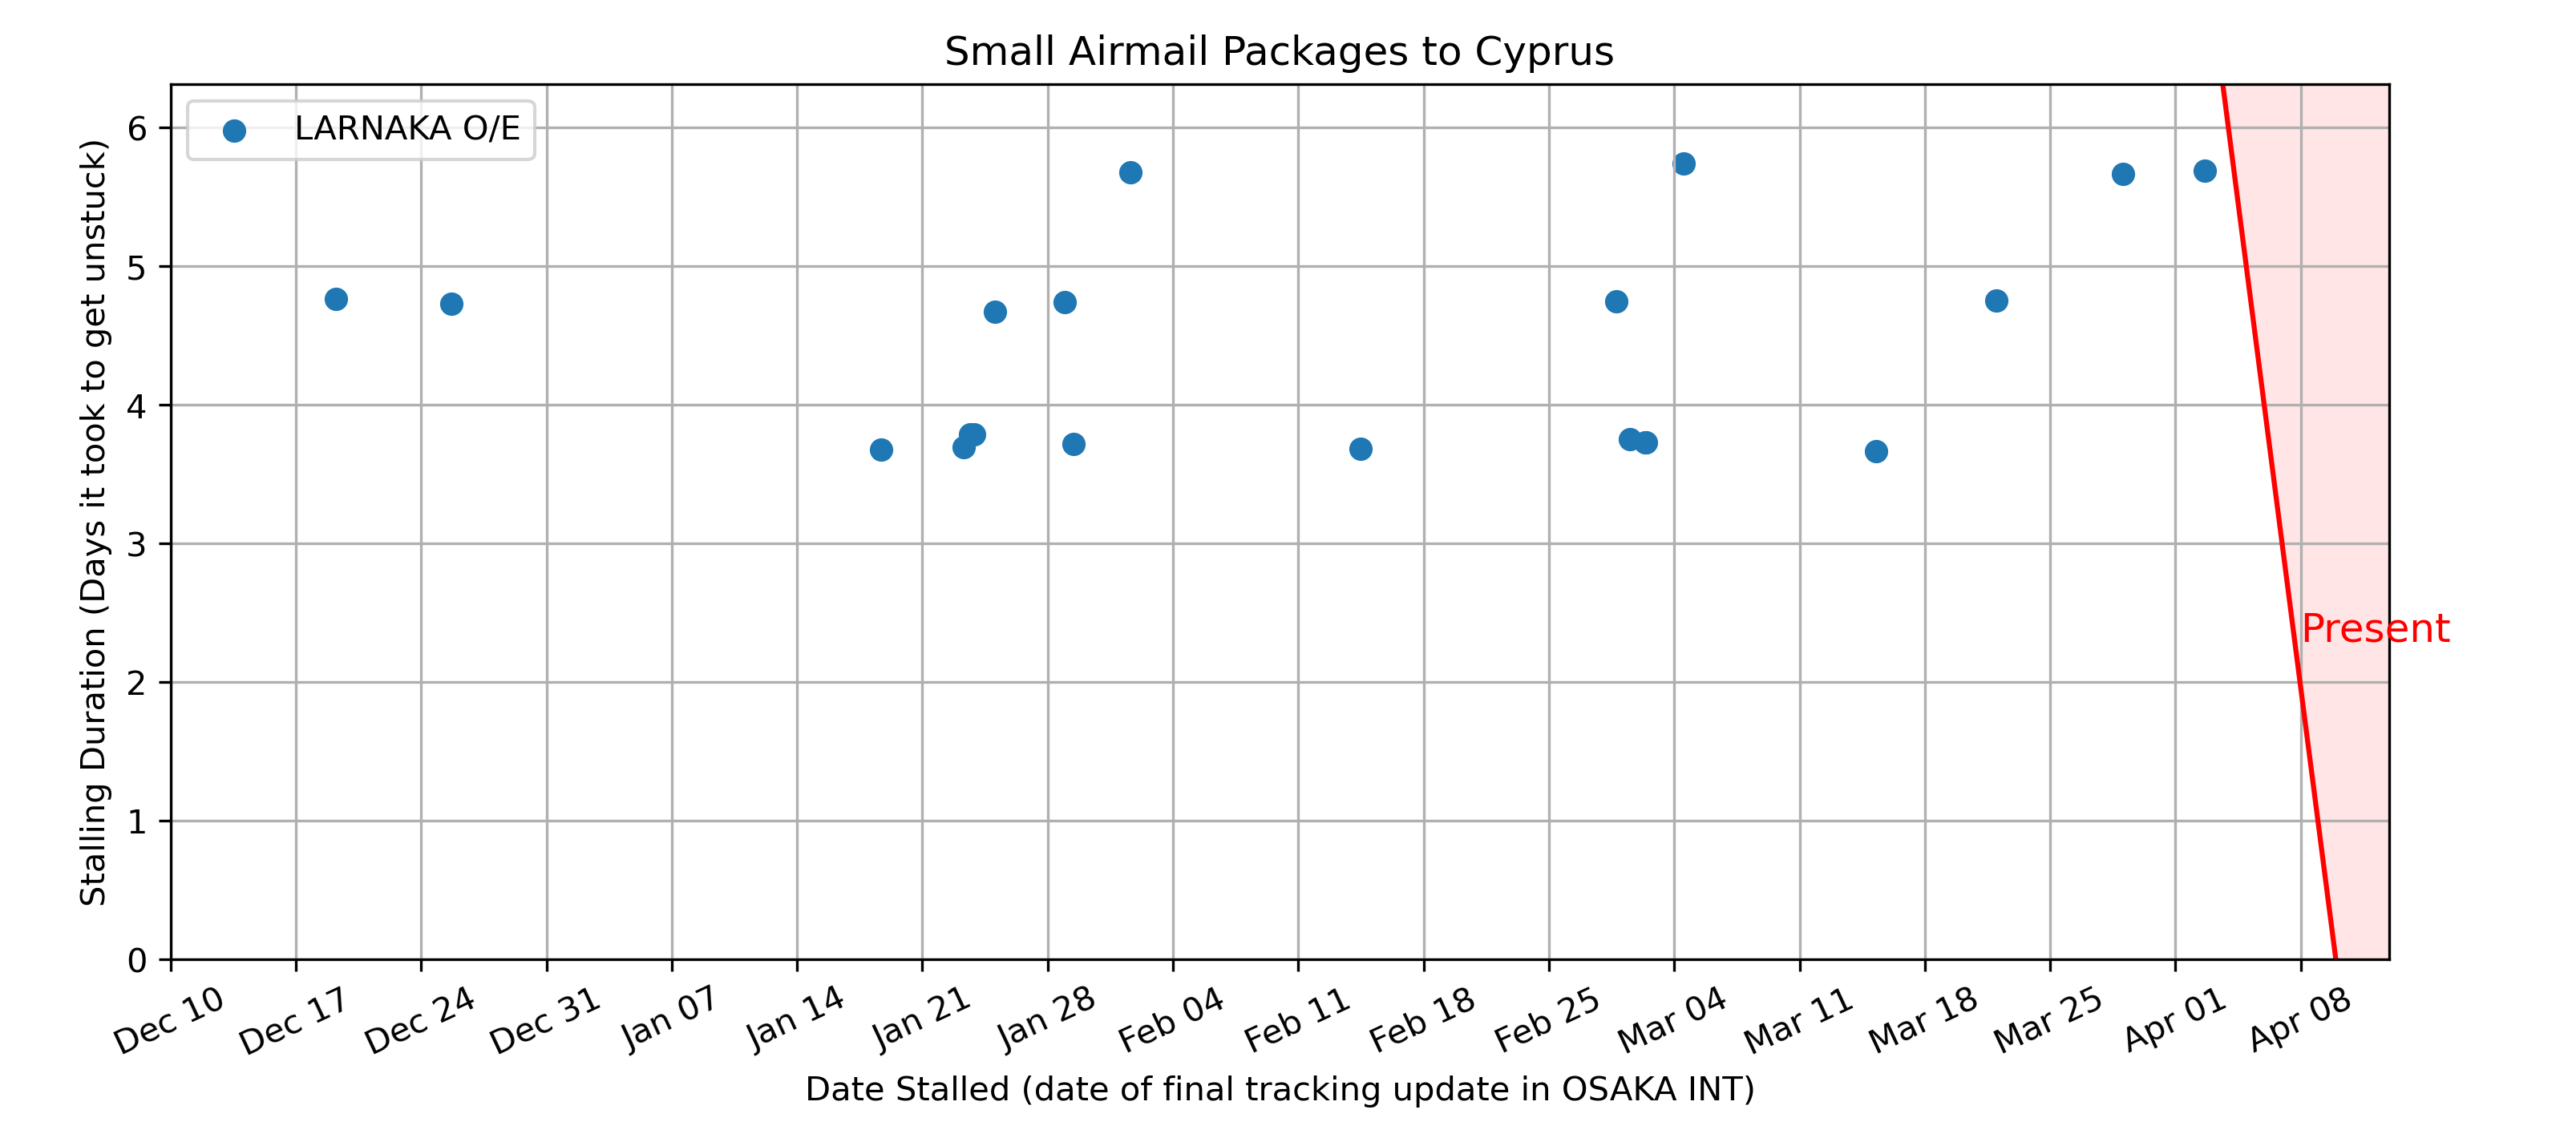 Small Airmail Packages to Cyprus
LARNAKA O/E
Stalling Duration (Days it took to get unstuck)
6
5
4
3
2
1
0
Present
Dec 10 Dec 17 Dec 24 Dec 31 Jan 07 Jan 14 Jan 21 Jan 28 Feb 04 Feb 11 Feb 18 Feb 25 Mar 04 Mar 11 Mar 18 Mar 25 Apr 01 Apr 08
Date Stalled (date of final tracking update in OSAKA INT)